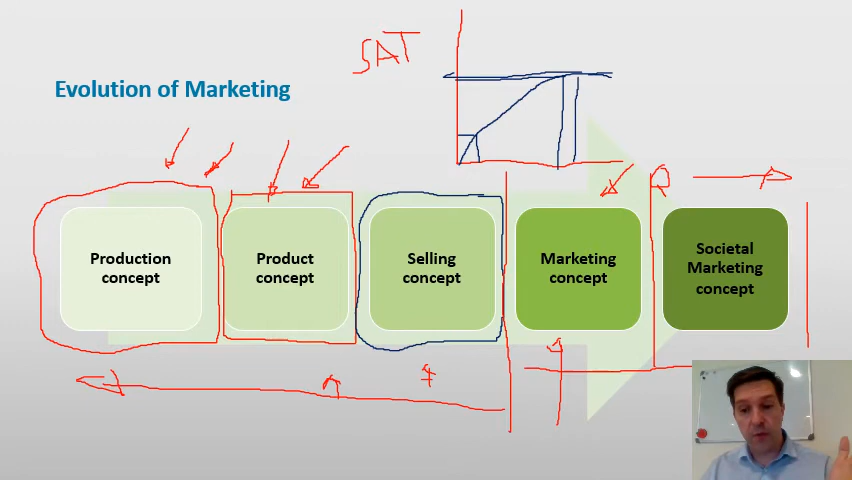 SAT
Evolution of Marketing
Production
concept
Product
concept
Selling
concept
Marketing
concept
Societal
Marketing
concept